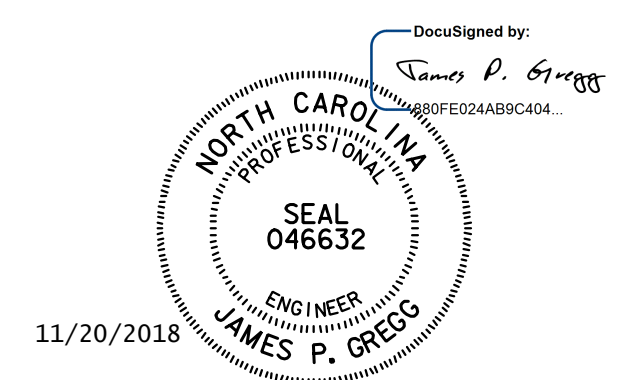 DocuSigned by:
James P. Gregg
880FE024AB9C404...
NORTH CAROLINA
PROFESSIONAL
SEAL
046632
ENGINEER
JAMES P. GREGG
11/20/2018